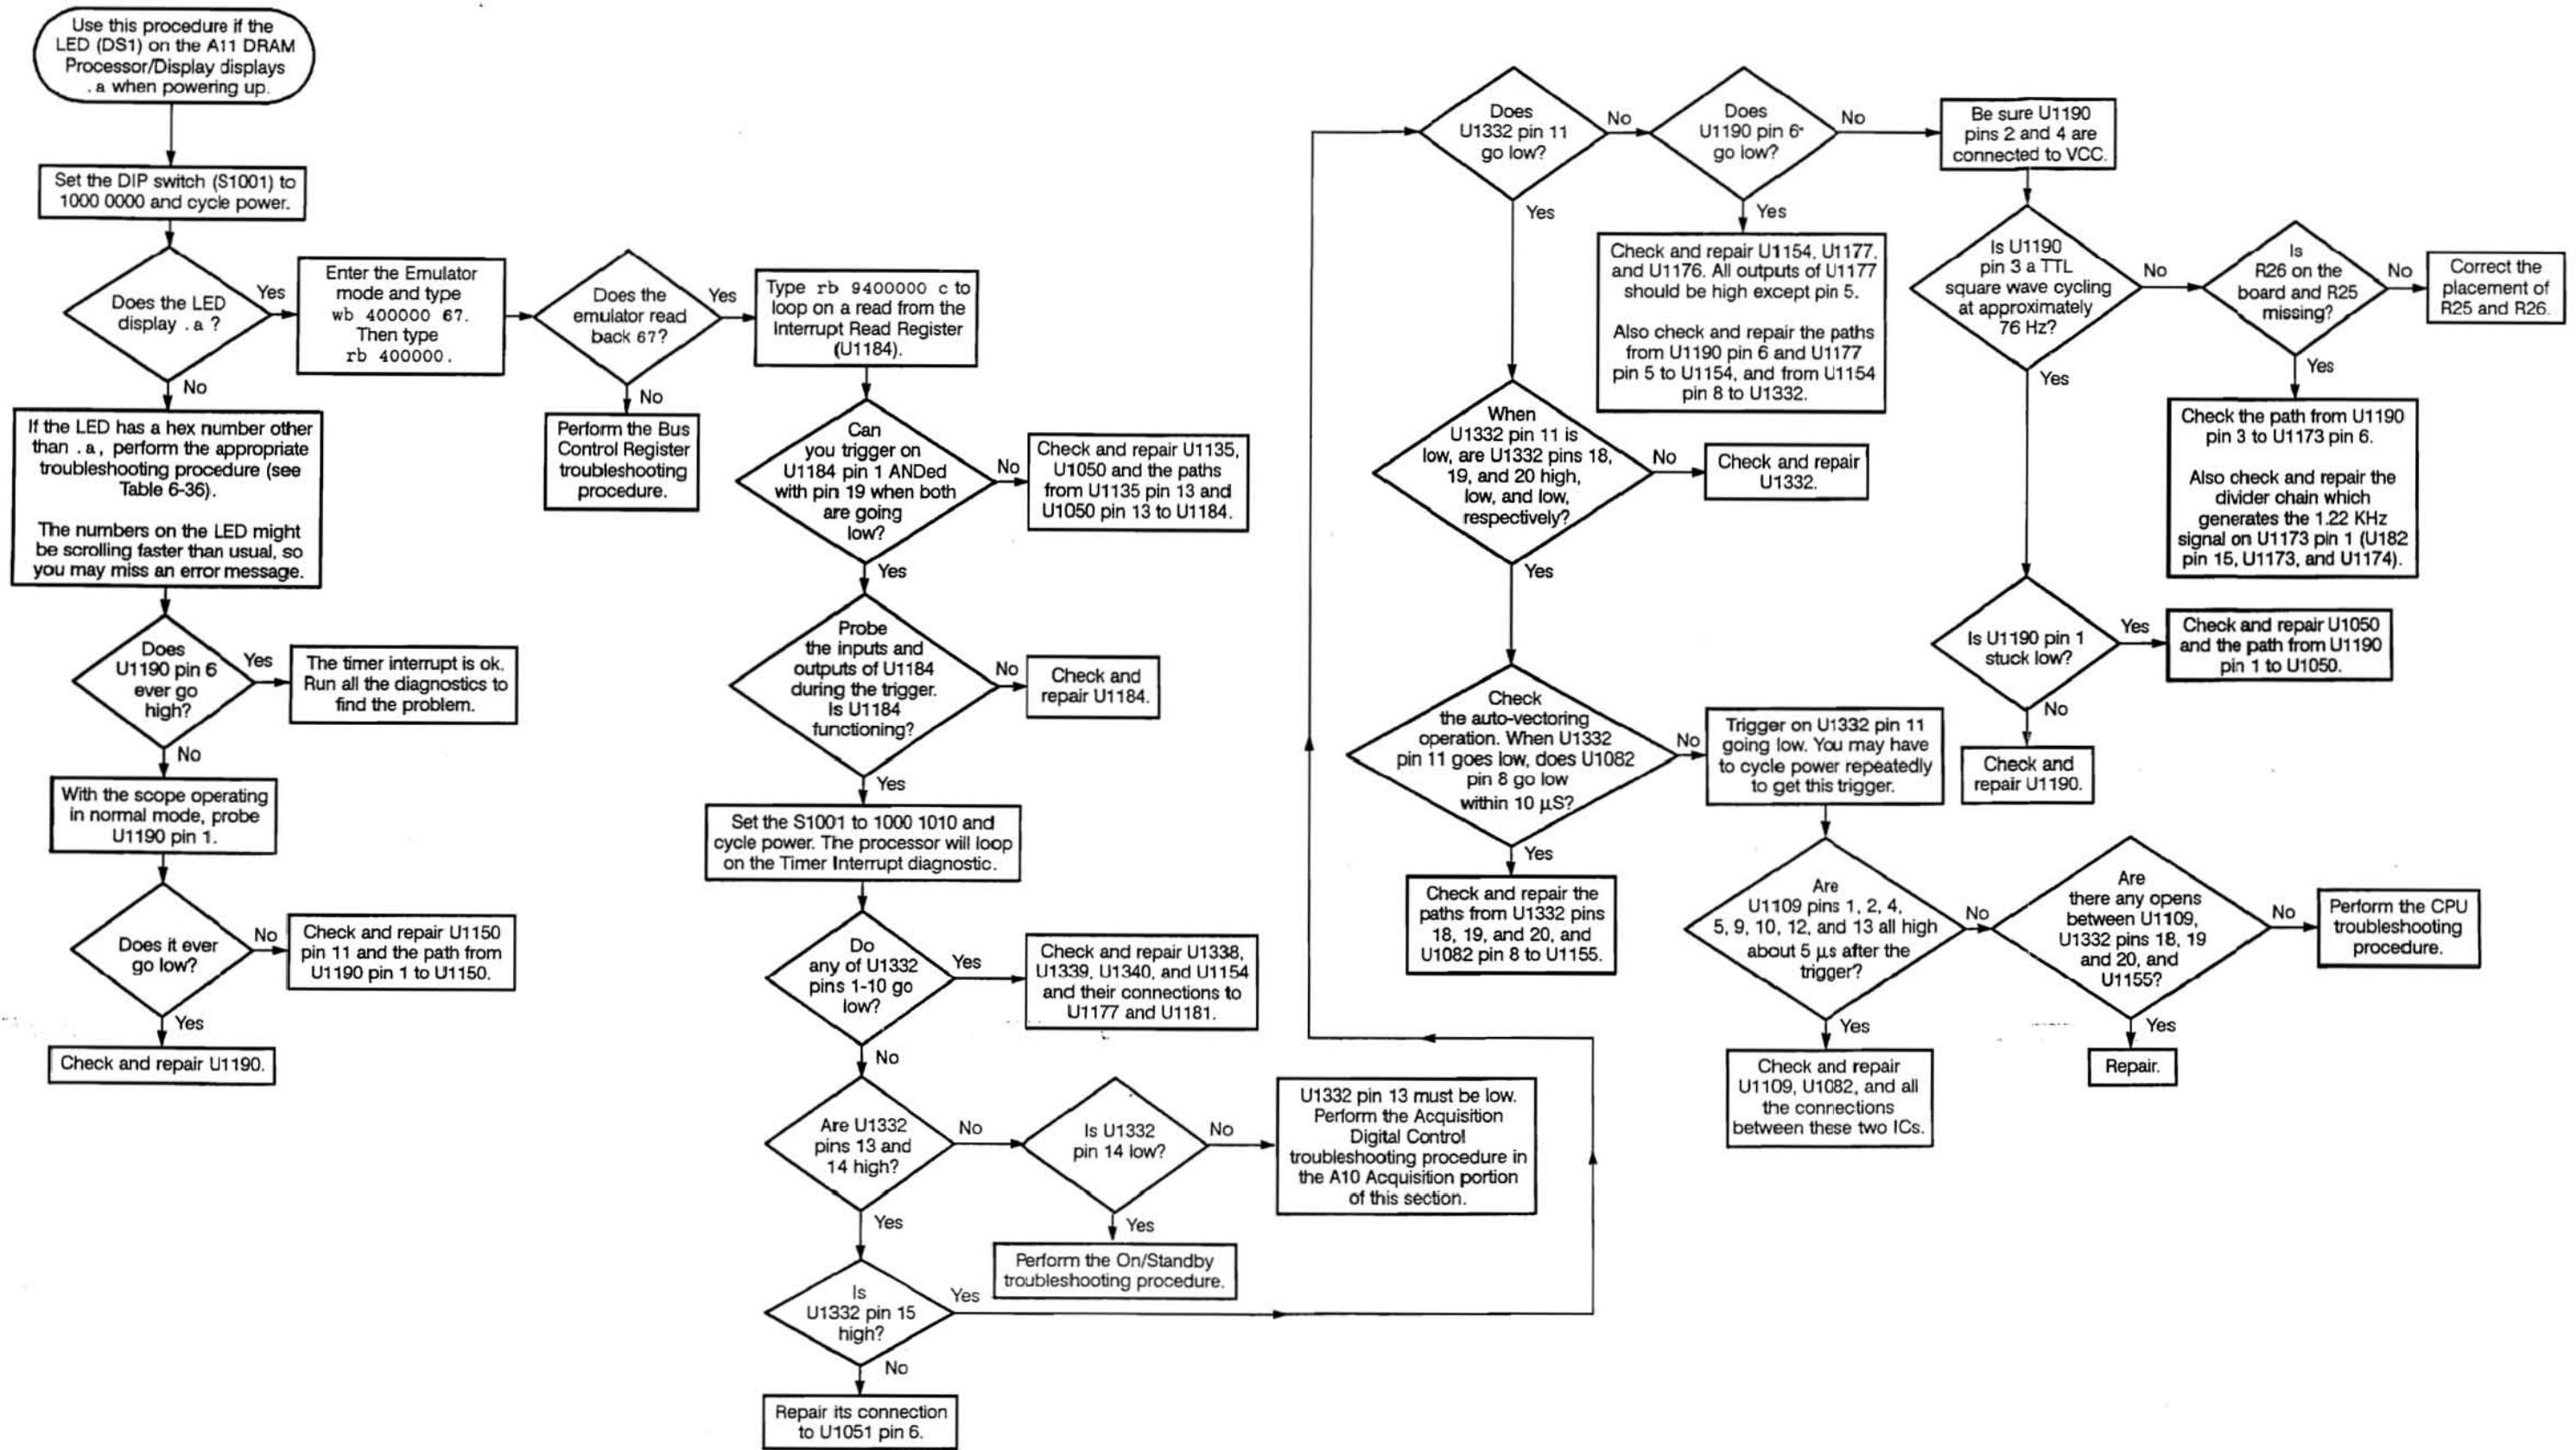 Use this procedure if the
LED (DS1) on the A11 DRAM
Processor/Display displays
.a when powering up.
Set the DIP switch (S1001) to
1000 0000 and cycle power.
Does the LED
display .a ?
Yes
No
Enter the Emulator
mode and type
wb 400000 67.
Then type
rb 400000.
Does the
emulator read
back 67?
Yes
No
Perform the Bus
Control Register
troubleshooting
procedure.
If the LED has a hex number other
than .a, perform the appropriate
troubleshooting procedure (see
Table 6-36).
The numbers on the LED might
be scrolling faster than usual, so
you may miss an error message.
Does
U1190 pin 6
ever go
high?
Yes
No
The timer interrupt is ok.
Run all the diagnostics to
find the problem.
With the scope operating
in normal mode, probe
U1190 pin 1.
Does it ever
go low?
No
Yes
Check and repair U1150
pin 11 and the path from
U1190 pin 1 to U1150.
Check and repair U1190.
Type rb 9400000 c to
loop on a read from the
Interrupt Read Register
(U1184).
Can
you trigger on
U1184 pin 1 ANDed
with pin 19 when both
are going
low?
No
Yes
Check and repair U1135,
U1050 and the paths
from U1135 pin 13 and
U1050 pin 13 to U1184.
Probe
the inputs and
outputs of U1184
during the trigger.
Is U1184
functioning?
No
Yes
Check and
repair U1184.
Set the S1001 to 1000 1010 and
cycle power. The processor will loop
on the Timer Interrupt diagnostic.
Do
any of U1332
pins 1-10 go
low?
Yes
No
Check and repair U1338,
U1339, U1340, and U1154
and their connections to
U1177 and U1181.
Are U1332
pins 13 and
14 high?
No
Yes
Is U1332
pin 14 low?
No
Yes
U1332 pin 13 must be low.
Perform the Acquisition
Digital Control
troubleshooting procedure in
the A10 Acquisition portion
of this section.
Perform the On/Standby
troubleshooting procedure.
Is
U1332 pin 15
high?
Yes
No
Repair its connection
to U1051 pin 6.
Does
U1332 pin 11
go low?
No
Yes
Does
U1190 pin 6
go low?
No
Yes
Check and repair U1154, U1177,
and U1176. All outputs of U1177
should be high except pin 5.
Also check and repair the paths
from U1190 pin 6 and U1177
pin 5 to U1154, and from U1154
pin 8 to U1332.
Be sure U1190
pins 2 and 4 are
connected to VCC.
Is U1190
pin 3 a TTL
square wave cycling
at approximately
76 Hz?
No
Yes
Is
R26 on the
board and R25
missing?
No
Yes
Correct the
placement of
R25 and R26.
Check the path from U1190
pin 3 to U1173 pin 6.
Also check and repair the
divider chain which
generates the 1.22 KHz
signal on U1173 pin 1 (U182
pin 15, U1173, and U1174).
Is U1190 pin 1
stuck low?
Yes
No
Check and repair U1050
and the path from U1190
pin 1 to U1050.
Check and
repair U1190.
When
U1332 pin 11 is
low, are U1332 pins 18,
19, and 20 high,
low, and low,
respectively?
No
Yes
Check and repair
U1332.
Check
the auto-vectoring
operation. When U1332
pin 11 goes low, does U1082
pin 8 go low
within 10 µS?
No
Yes
Check and repair the
paths from U1332 pins
18, 19, and 20, and
U1082 pin 8 to U1155.
Trigger on U1332 pin 11
going low. You may have
to cycle power repeatedly
to get this trigger.
Are
U1109 pins 1, 2, 4,
5, 9, 10, 12, and 13 all high
about 5 µs after the
trigger?
No
Yes
Check and repair
U1109, U1082, and all
the connections
between these two ICs.
Are
there any opens
between U1109,
U1332 pins 18, 19
and 20, and
U1155?
No
Yes
Repair.
Perform the CPU
troubleshooting
procedure.